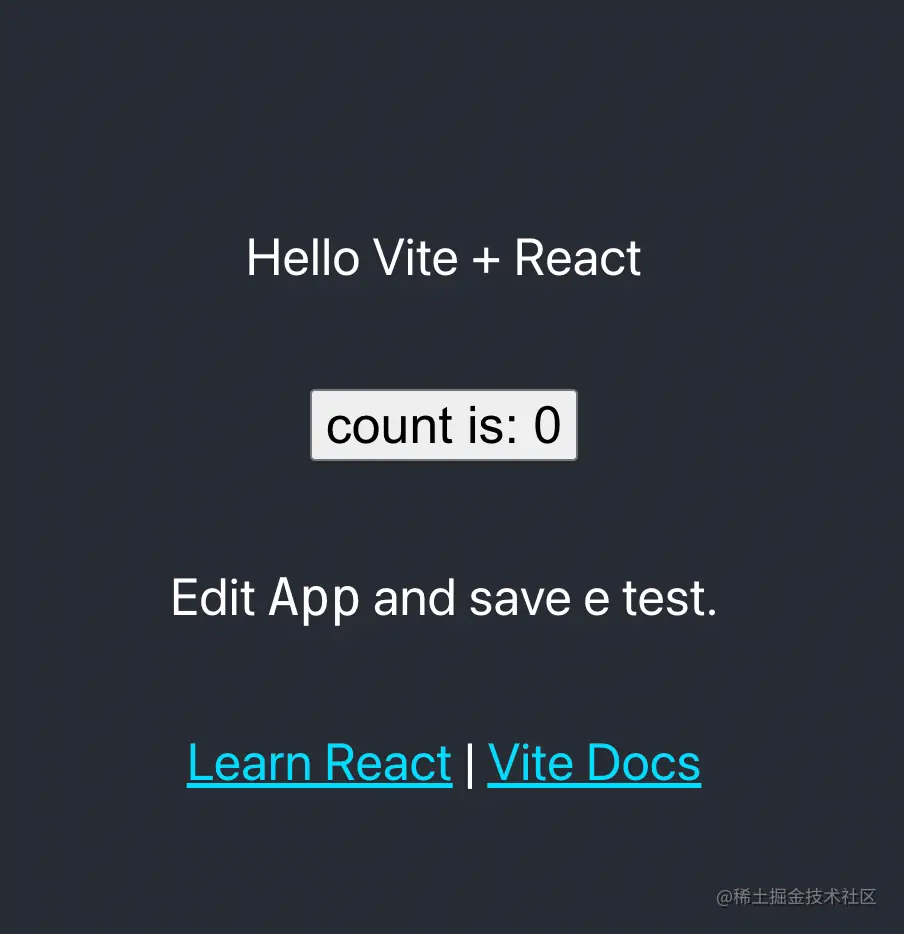 Hello Vite + React
count is: 0
Edit App and save e test.
Learn React | Vite Docs
@稀土掘金技术社区